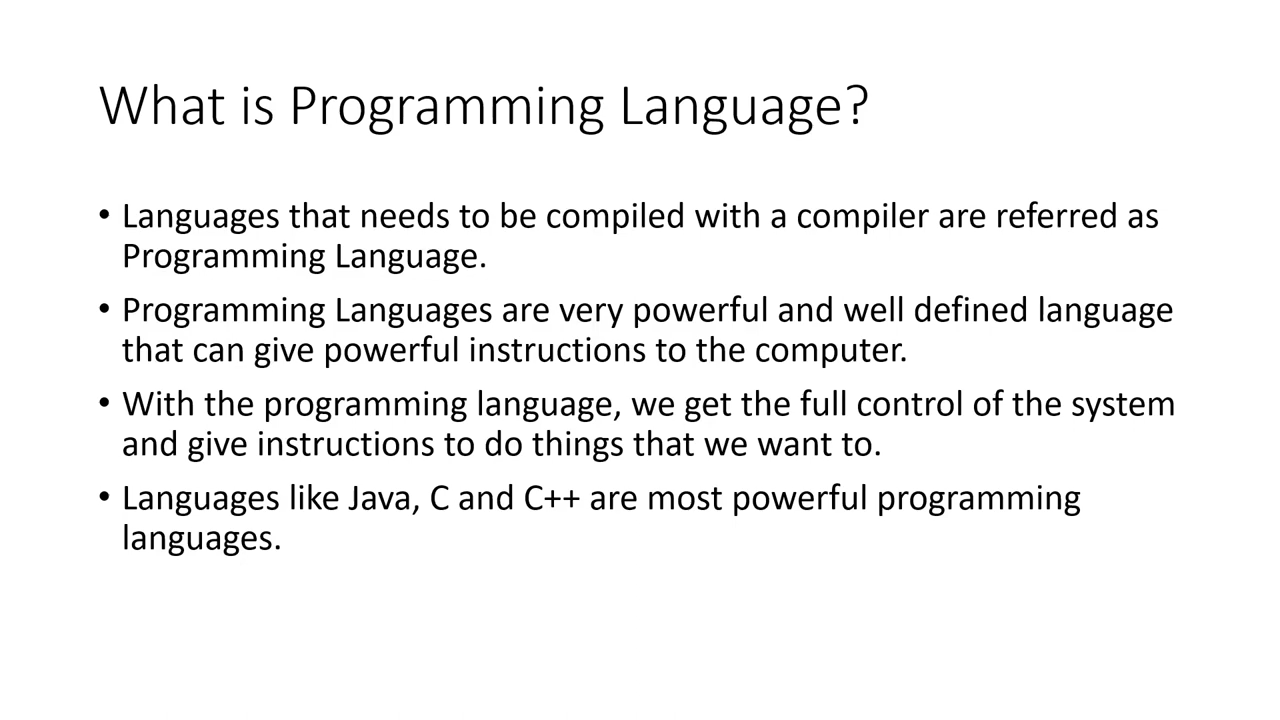 What is Programming Language?
• Languages that needs to be compiled with a compiler are referred as
Programming Language.
• Programming Languages are very powerful and well defined language
that can give powerful instructions to the computer.
• With the programming language, we get the full control of the system
and give instructions to do things that we want to.
• Languages like Java, C and C++ are most powerful programming
languages.